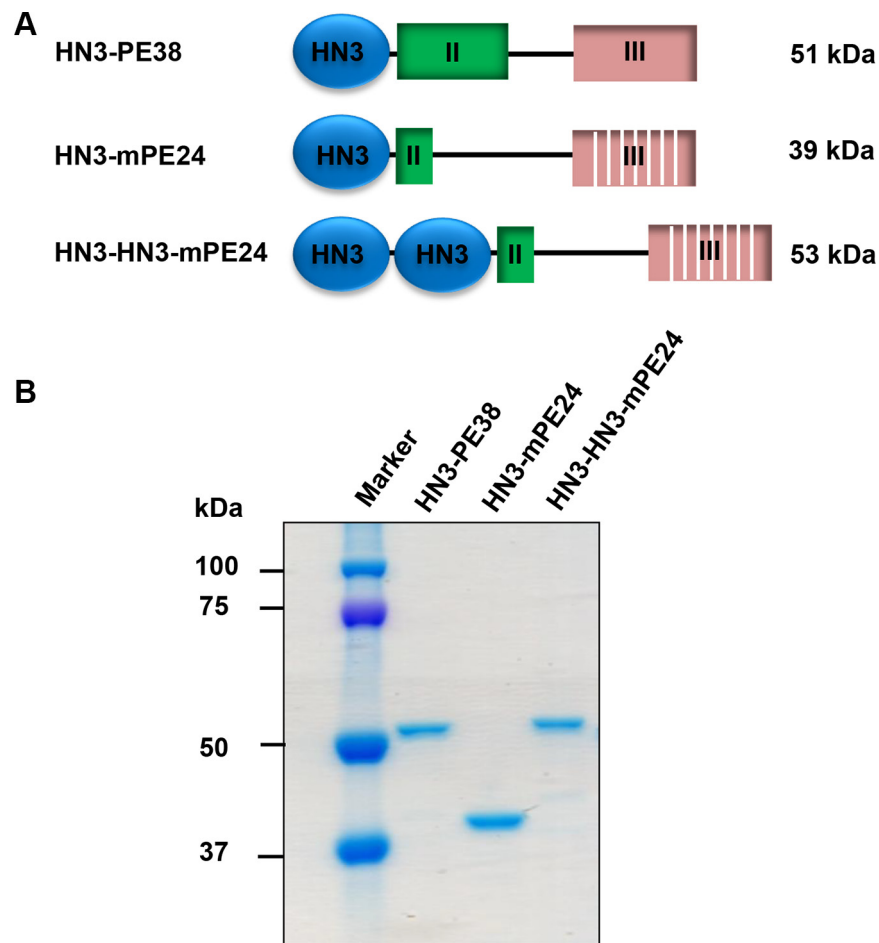 A
HN3-PE38 HN3 II III 51 kDa
HN3-mPE24 HN3 II III 39 kDa
HN3-HN3-mPE24 HN3 HN3 II III 53 kDa
B
kDa Marker HN3-PE38 HN3-mPE24 HN3-HN3-mPE24
100
75
50
37